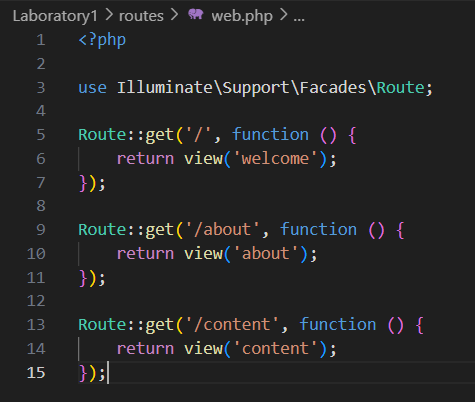 Laboratory1 > routes > web.php > ...
1 <?php
2
3 use Illuminate\Support\Facades\Route;
4
5 Route::get('/', function () {
6     return view('welcome');
7 });
8
9 Route::get('/about', function () {
10     return view('about');
11 });
12
13 Route::get('/content', function () {
14     return view('content');
15 });